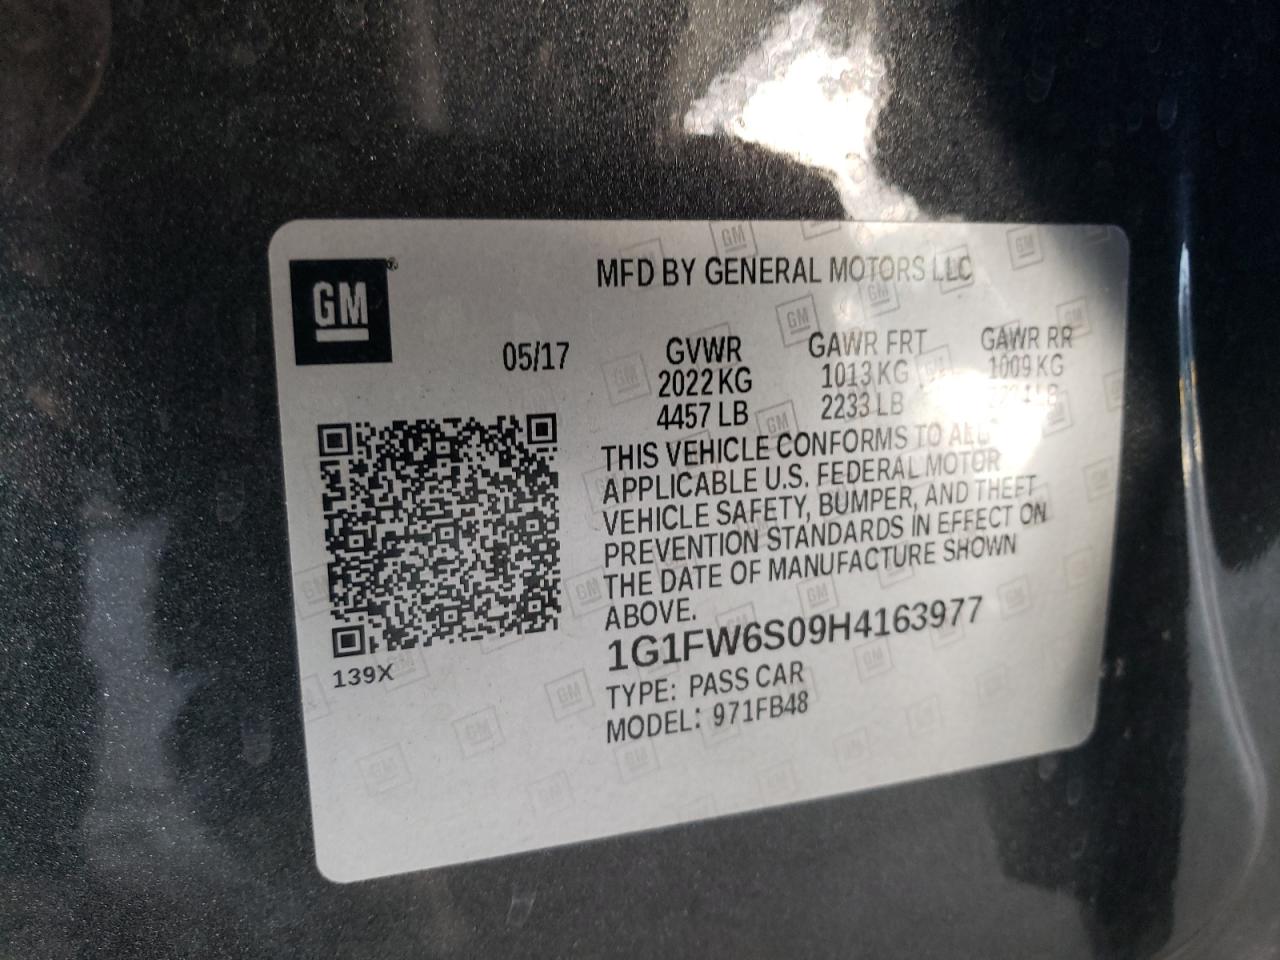 GM
MFD BY GENERAL MOTORS LLC
05/17
GVWR GAWR FRT GAWR RR
2022 KG 1013 KG 1009 KG
4457 LB 2233 LB LB
THIS VEHICLE CONFORMS TO ALL
APPLICABLE U.S. FEDERAL MOTOR
VEHICLE SAFETY, BUMPER, AND THEFT
PREVENTION STANDARDS IN EFFECT ON
THE DATE OF MANUFACTURE SHOWN
ABOVE.
1G1FW6S09H4163977
139X
TYPE: PASS CAR
MODEL: 971FB48